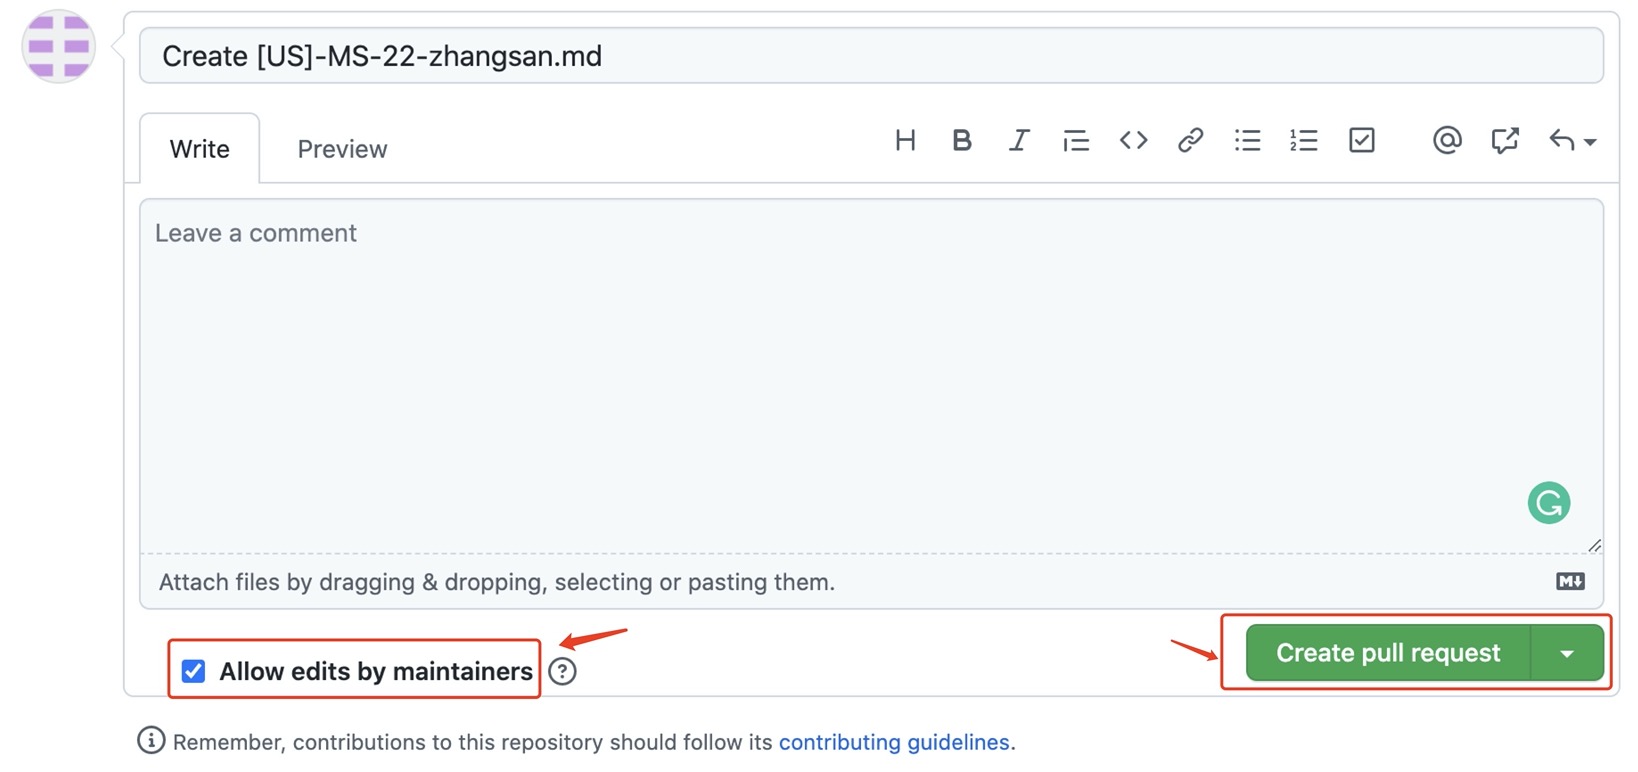 Create [US]-MS-22-zhangsan.md
Write Preview
Leave a comment
Attach files by dragging & dropping, selecting or pasting them.
Allow edits by maintainers
Create pull request
Remember, contributions to this repository should follow its contributing guidelines.